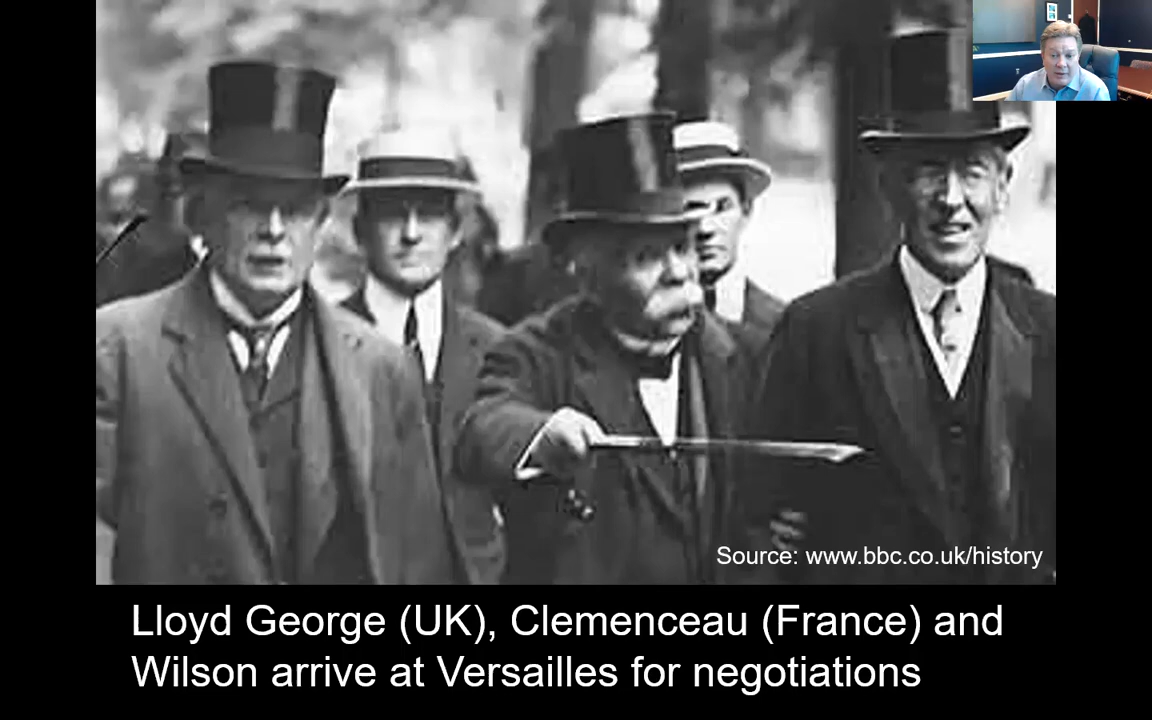 Source: www.bbc.co.uk/history
Lloyd George (UK), Clemenceau (France) and
Wilson arrive at Versailles for negotiations